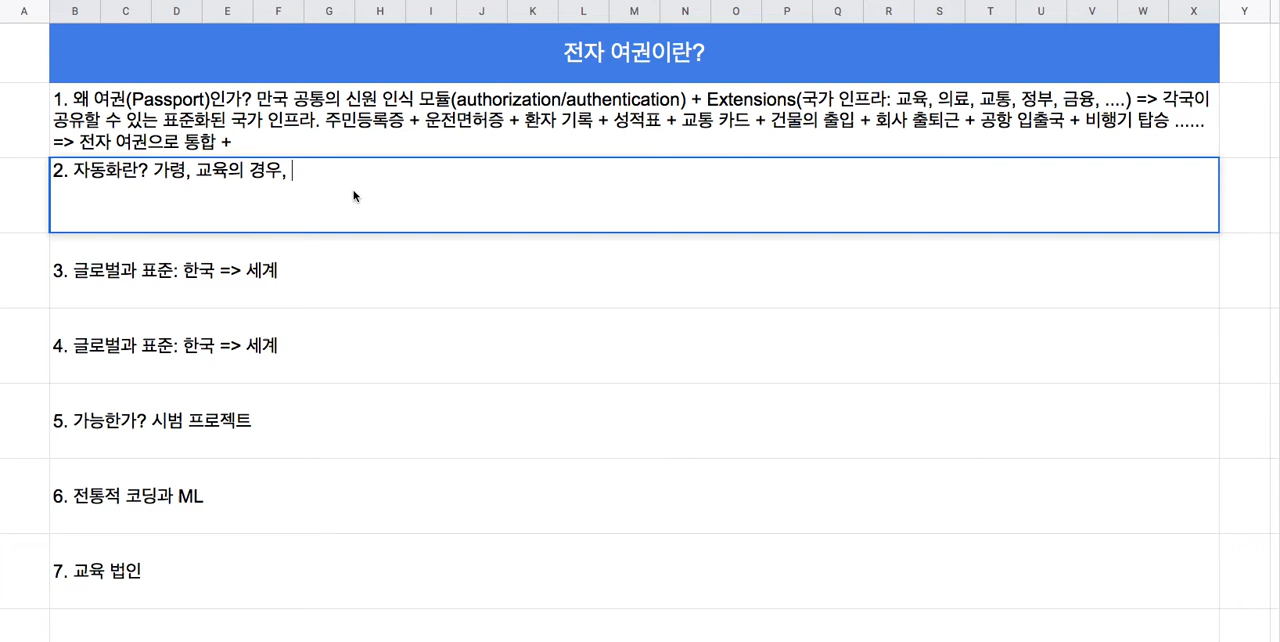 A B C D E F G H I J K L M N O P Q R S T U V W X Y
전자 여권이란?
1. 왜 여권(Passport)인가? 만국 공통의 신원 인식 모듈(authorization/authentication) + Extensions(국가 인프라: 교육, 의료, 교통, 정부, 금융, ....) => 각국이
공유할 수 있는 표준화된 국가 인프라. 주민등록증 + 운전면허증 + 환자 기록 + 성적표 + 교통 카드 + 건물의 출입 + 회사 출퇴근 + 공항 입출국 + 비행기 탑승 ......
=> 전자 여권으로 통합 +
2. 자동화란? 가령, 교육의 경우,
3. 글로벌과 표준: 한국 => 세계
4. 글로벌과 표준: 한국 => 세계
5. 가능한가? 시범 프로젝트
6. 전통적 코딩과 ML
7. 교육 법인